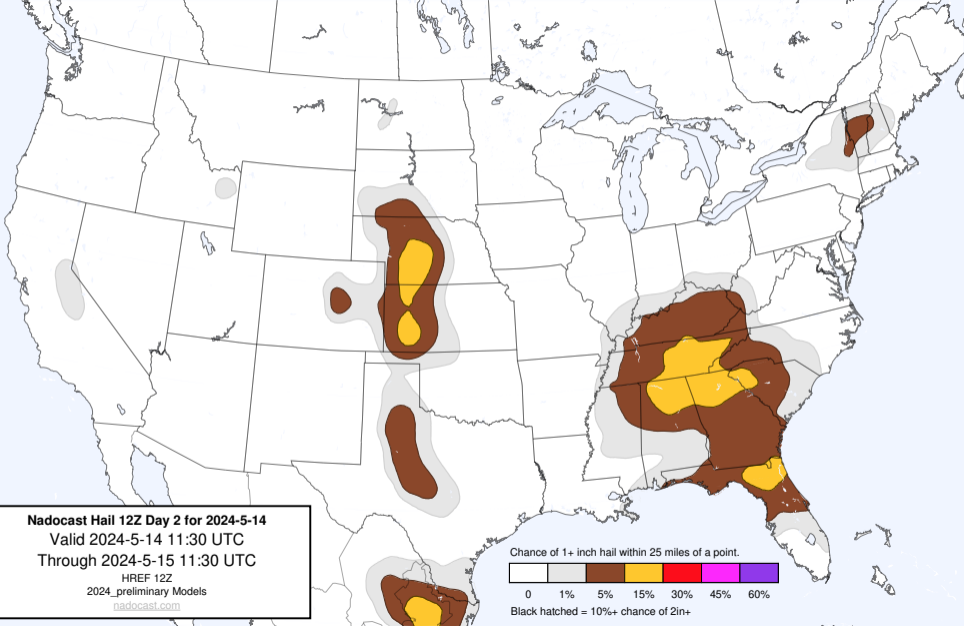 Nadocast Hail 12Z Day 2 for 2024-5-14
Valid 2024-5-14 11:30 UTC
Through 2024-5-15 11:30 UTC
HREF 12Z
2024_preliminary Models
nadocast.com
Chance of 1+ inch hail within 25 miles of a point.
0 1% 5% 15% 30% 45% 60%
Black hatched = 10%+ chance of 2in+